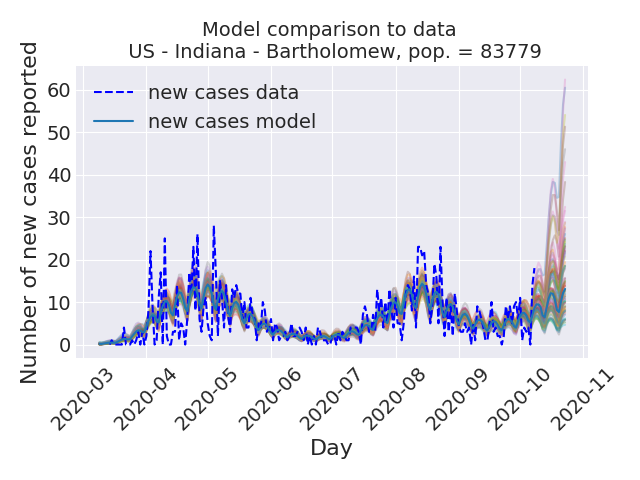 Model comparison to data
US - Indiana - Bartholomew, pop. = 83779
Number of new cases reported
60
50
40
30
20
10
0
new cases data
new cases model
2020-03
2020-04
2020-05
2020-06
2020-07
2020-08
2020-09
2020-10
2020-11
Day